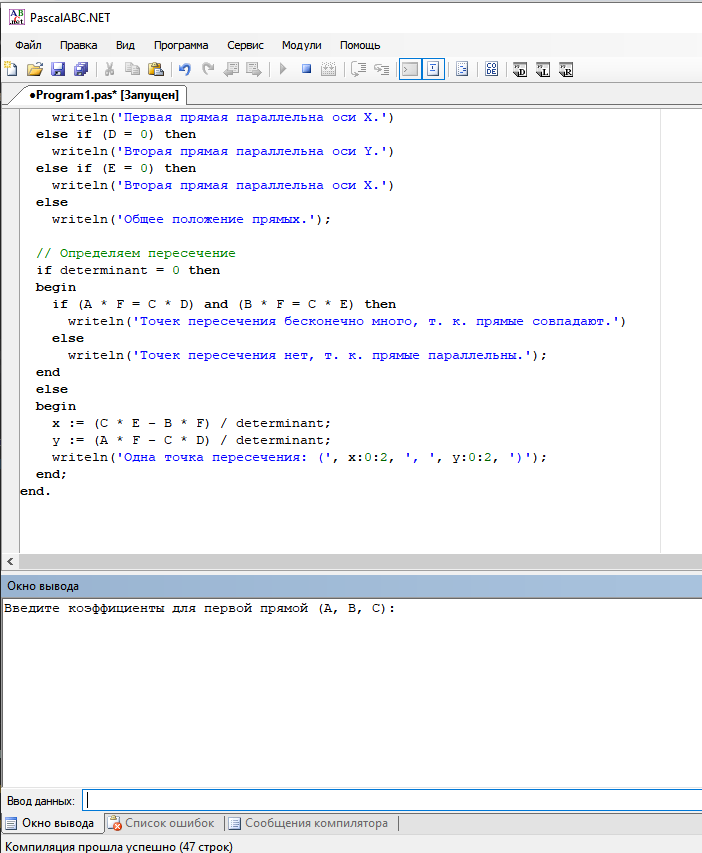 PascalABC.NET
Файл Правка Вид Программа Сервис Модули Помощь
●Program1.pas* [Запущен]
writeln('Первая прямая параллельна оси X.')
else if (D = 0) then
writeln('Вторая прямая параллельна оси Y.')
else if (E = 0) then
writeln('Вторая прямая параллельна оси X.')
else
writeln('Общее положение прямых.');
// Определяем пересечение
if determinant = 0 then
begin
if (A * F = C * D) and (B * F = C * E) then
writeln('Точек пересечения бесконечно много, т. к. прямые совпадают.')
else
writeln('Точек пересечения нет, т. к. прямые параллельны.');
end
else
begin
x := (C * E - B * F) / determinant;
y := (A * F - C * D) / determinant;
writeln('Одна точка пересечения: (', x:0:2, ', ', y:0:2, ')');
end;
end.
Окно вывода
Введите коэффициенты для первой прямой (A, B, C):
Ввод данных:
Окно вывода Список ошибок Сообщения компилятора
Компиляция прошла успешно (47 строк)